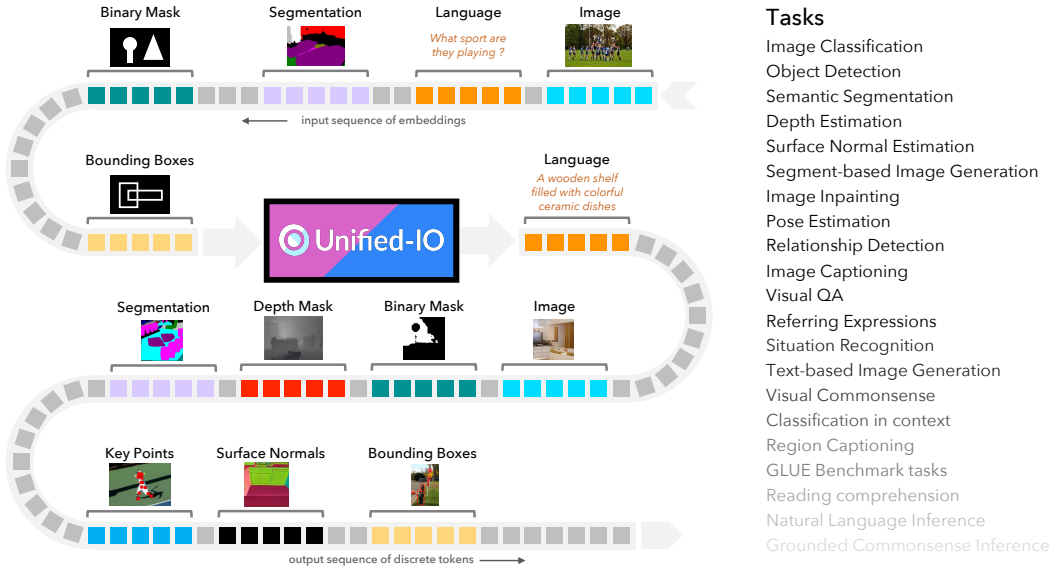 Binary Mask
Segmentation
Language
Image
What sport are
they playing ?
input sequence of embeddings
Bounding Boxes
Language
A wooden shelf
filled with colorful
ceramic dishes
Unified-IO
Segmentation
Depth Mask
Binary Mask
Image
Key Points
Surface Normals
Bounding Boxes
output sequence of discrete tokens
Tasks
Image Classification
Object Detection
Semantic Segmentation
Depth Estimation
Surface Normal Estimation
Segment-based Image Generation
Image Inpainting
Pose Estimation
Relationship Detection
Image Captioning
Visual QA
Referring Expressions
Situation Recognition
Text-based Image Generation
Visual Commonsense
Classification in context
Region Captioning
GLUE Benchmark tasks
Reading comprehension
Natural Language Inference
Grounded Commonsense Inference